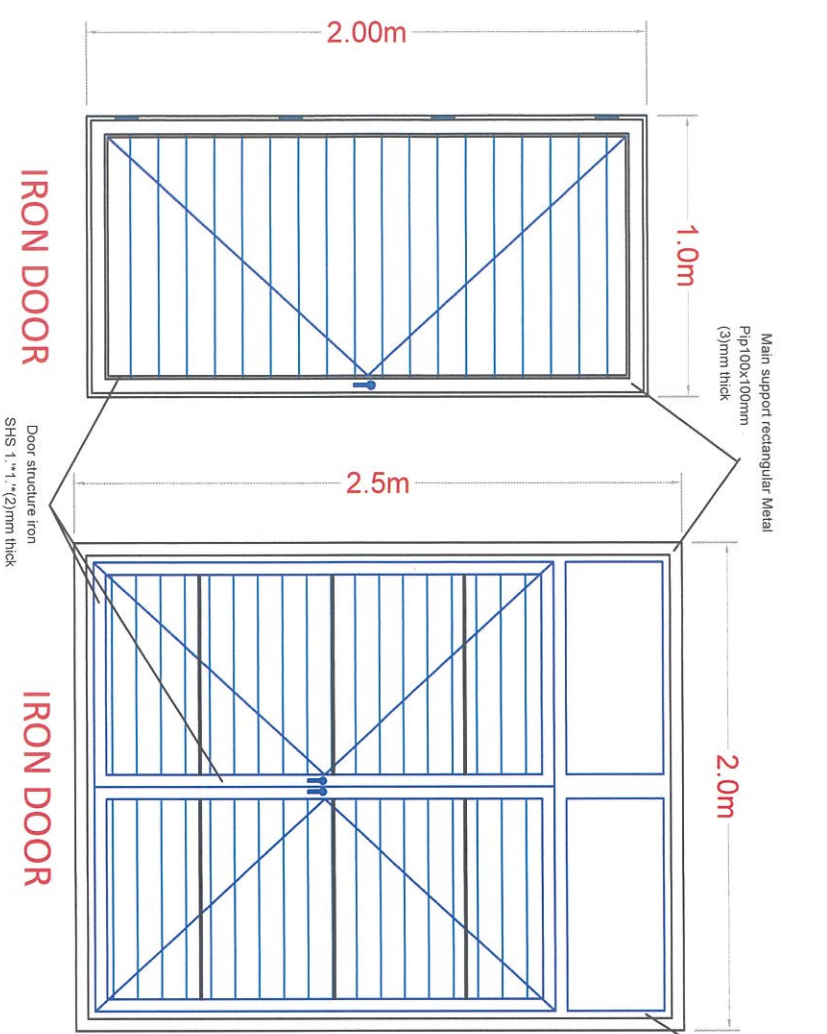 2.00m
1.0m
IRON DOOR
Main support rectangular Metal
Pip100x100mm
(3)mm thick
Door structure iron
SHS 1.'*1.'*(2)mm thick
2.5m
2.0m
IRON DOOR